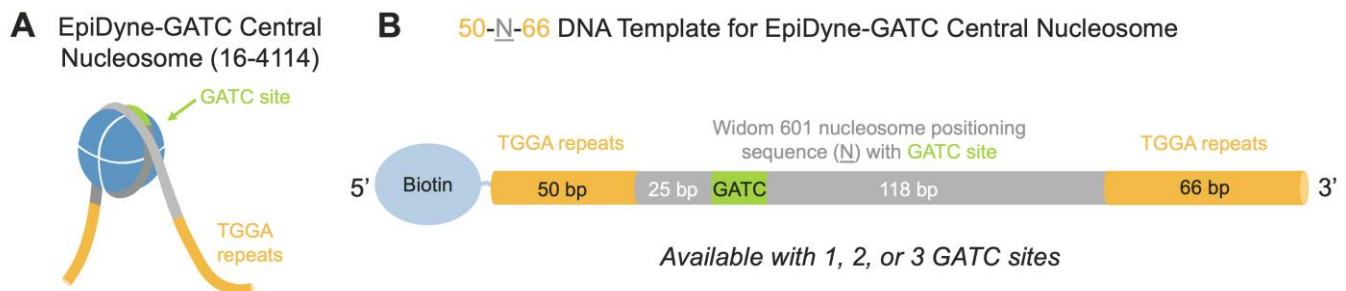 A EpiDyne-GATC Central
Nucleosome (16-4114)
GATC site
TGGA
repeats
B 50-N-66 DNA Template for EpiDyne-GATC Central Nucleosome
TGGA repeats
Widom 601 nucleosome positioning
sequence (N) with GATC site
TGGA repeats
5’ Biotin 50 bp 25 bp GATC 118 bp 66 bp 3’
Available with 1, 2, or 3 GATC sites